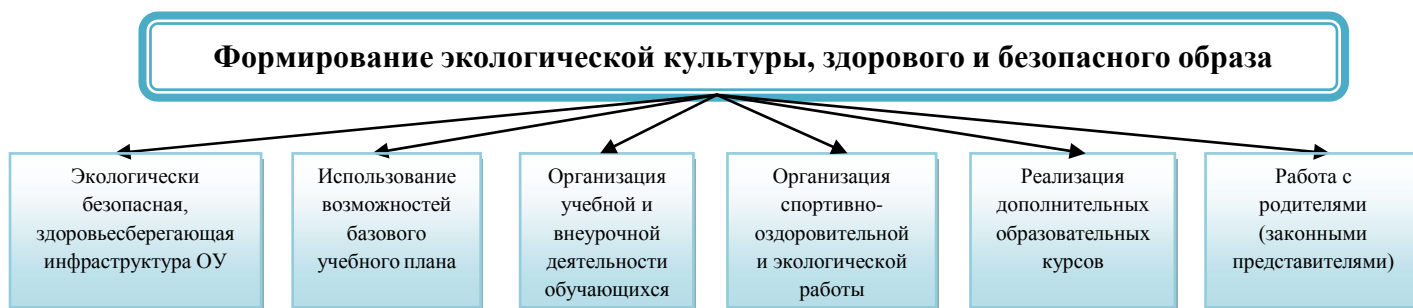 Формирование экологической культуры, здорового и безопасного образа
Экологически
безопасная,
здоровьесберегающая
инфраструктура ОУ
Использование
возможностей
базового
учебного плана
Организация
учебной и
внеурочной
деятельности
обучающихся
Организация
спортивно-
оздоровительной
и экологической
работы
Реализация
дополнительных
образовательных
курсов
Работа с
родителями
(законными
представителями)